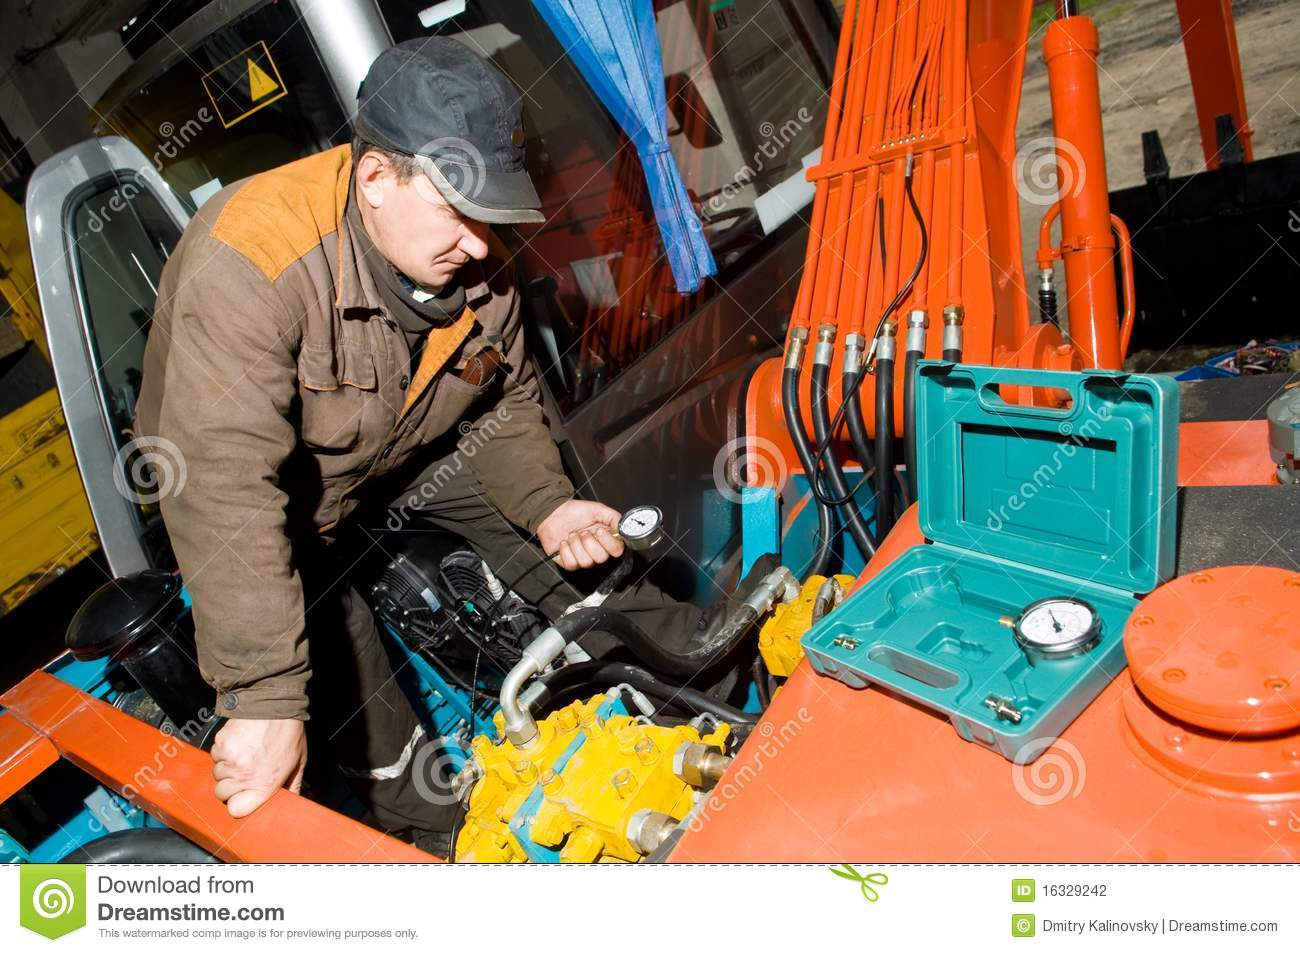 dreamstime
Download from
Dreamstime.com
This watermarked comp image is for previewing purposes only.
ID 16329242
© Dmitry Kalinovsky | Dreamstime.com